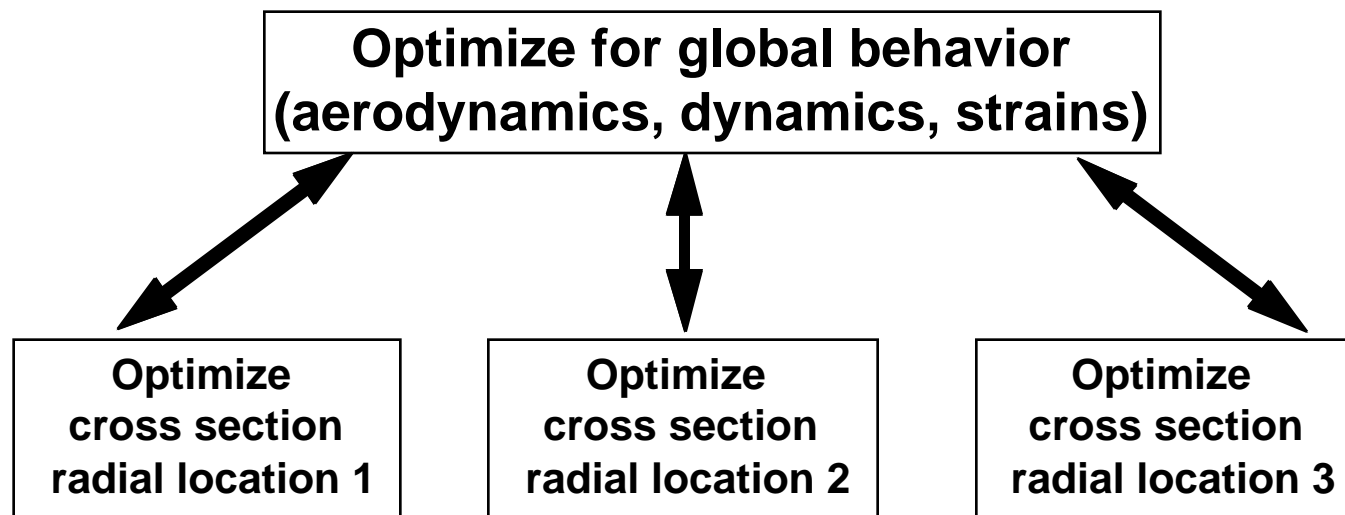 Optimize for global behavior
(aerodynamics, dynamics, strains)
Optimize
cross section
radial location 1
Optimize
cross section
radial location 2
Optimize
cross section
radial location 3